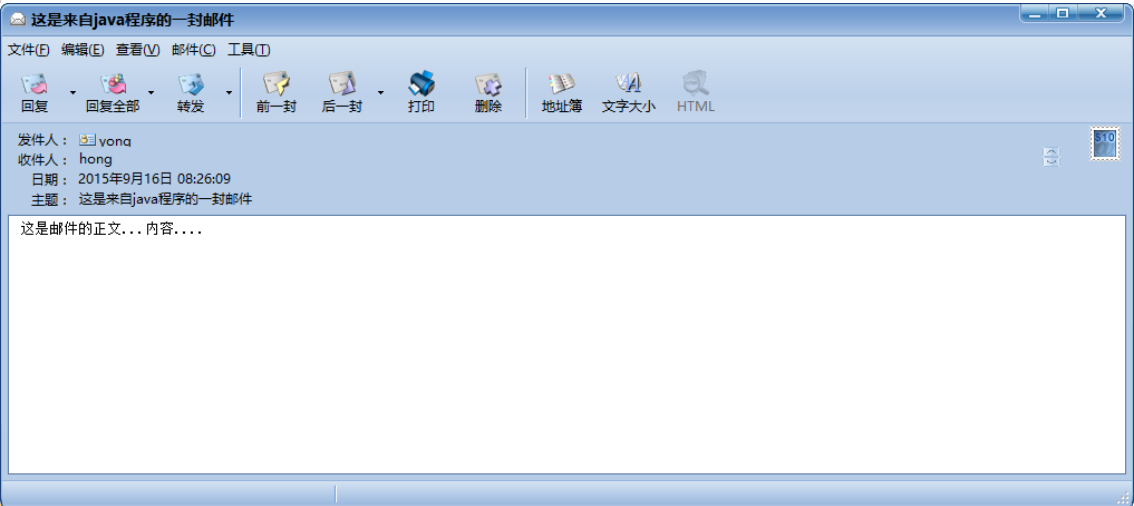 这是来自java程序的一封邮件
文件(F) 编辑(E) 查看(V) 邮件(C) 工具(T)
回复 回复全部 转发 前一封 后一封 打印 删除 地址簿 文字大小 HTML
发件人： yong
收件人： hong
日期： 2015年9月16日 08:26:09
主题： 这是来自java程序的一封邮件
$10
这是邮件的正文...内容....